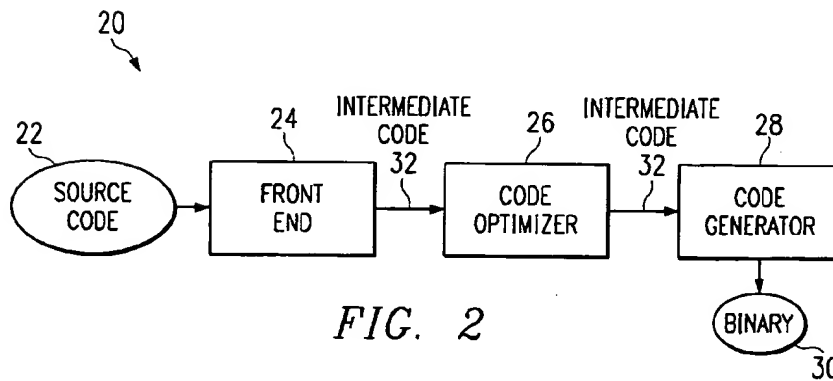 20
22
SOURCE
CODE
24
FRONT
END
INTERMEDIATE
CODE
32
26
CODE
OPTIMIZER
INTERMEDIATE
CODE
32
28
CODE
GENERATOR
BINARY
30
FIG. 2